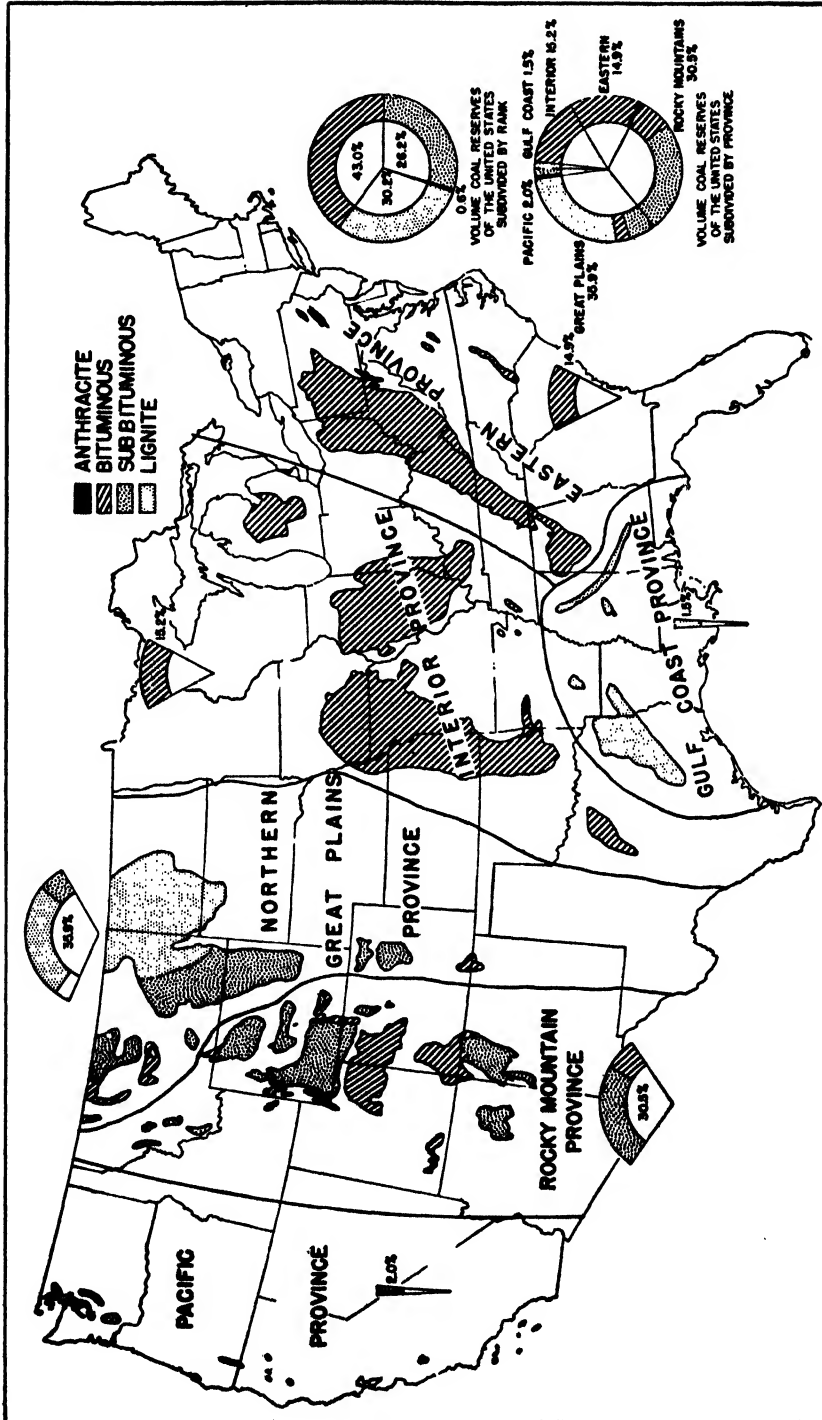 ANTHRACITE
BITUMINOUS
SUBBITUMINOUS
LIGNITE
35.9%
15.2%
NORTHERN
GREAT PLAINS
PROVINCE
INTERIOR
PROVINCE
EASTERN
PROVINCE
14.9%
PACIFIC
PROVINCE
2.0%
ROCKY MOUNTAIN
PROVINCE
30.5%
GULF COAST PROVINCE
1.5%
43.0%
30.2%
26.2%
0.6%
VOLUME COAL RESERVES
OF THE UNITED STATES
SUBDIVIDED BY RANK
PACIFIC 2.0%
GULF COAST 1.5%
INTERIOR 15.2%
EASTERN
14.9%
ROCKY MOUNTAINS
30.5%
GREAT PLAINS
35.9%
VOLUME COAL RESERVES
OF THE UNITED STATES
SUBDIVIDED BY PROVINCE